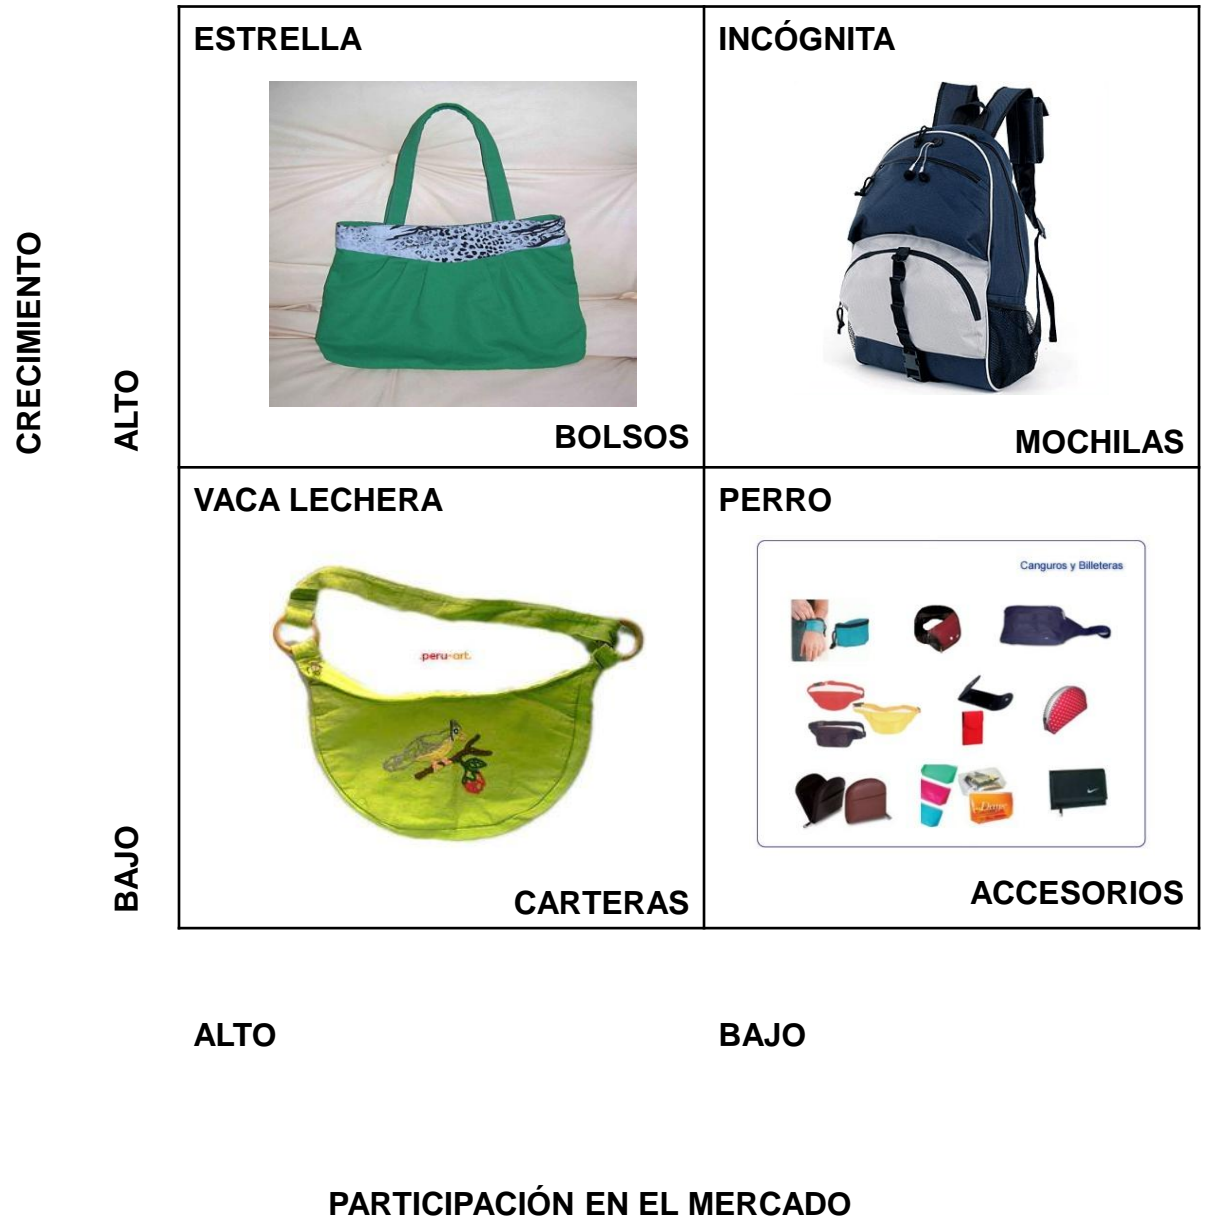 ESTRELLA
INCÓGNITA
CRECIMIENTO
ALTO
BOLSOS
MOCHILAS
VACA LECHERA
PERRO
Canguros y Billeteras
.peru-art.
BAJO
CARTERAS
ACCESORIOS
ALTO
BAJO
PARTICIPACIÓN EN EL MERCADO